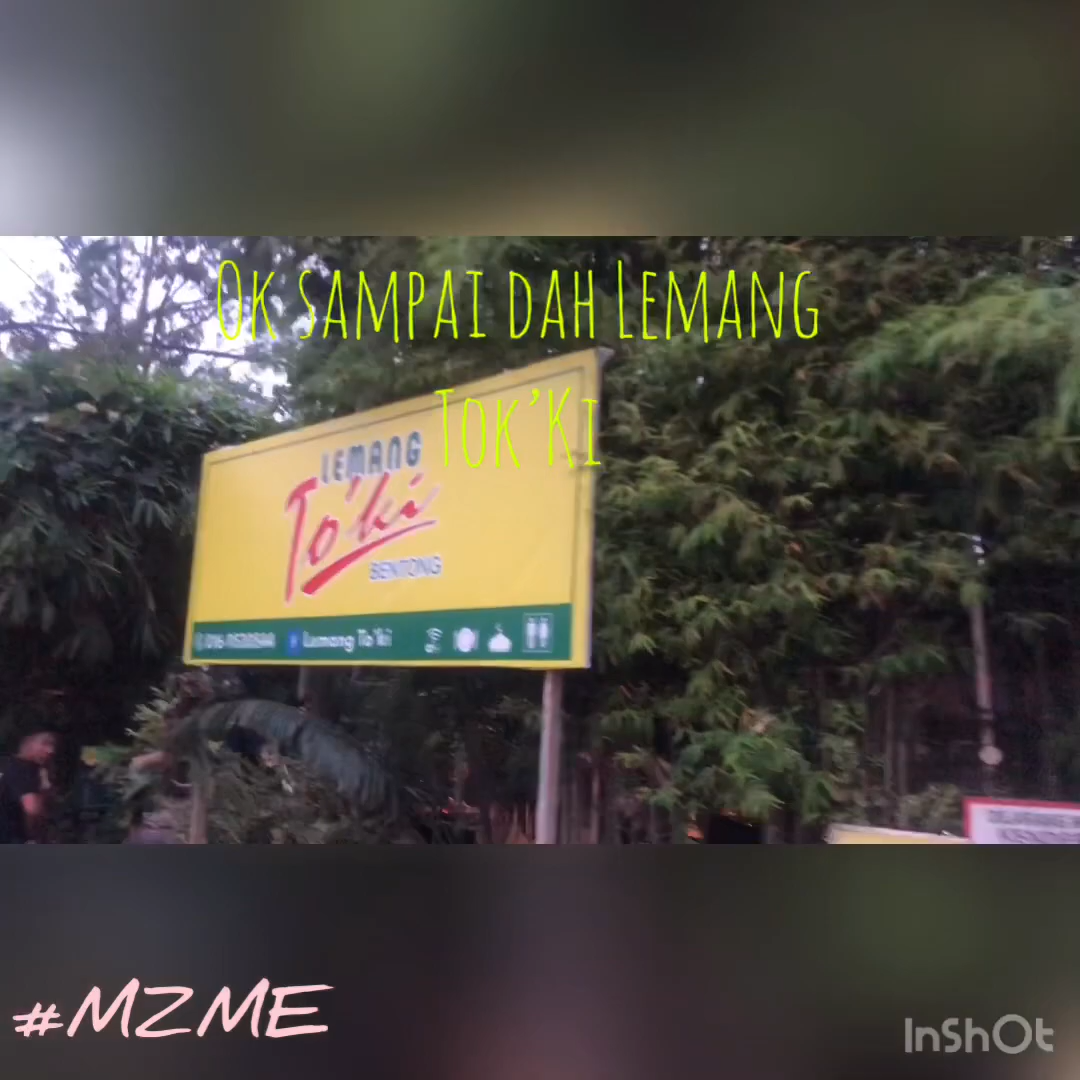 Ok sampai dah Lemang
Tok'Ki
LEMANG
To'ki
BENTONG
Lemang To'ki
#MZME
InShOt